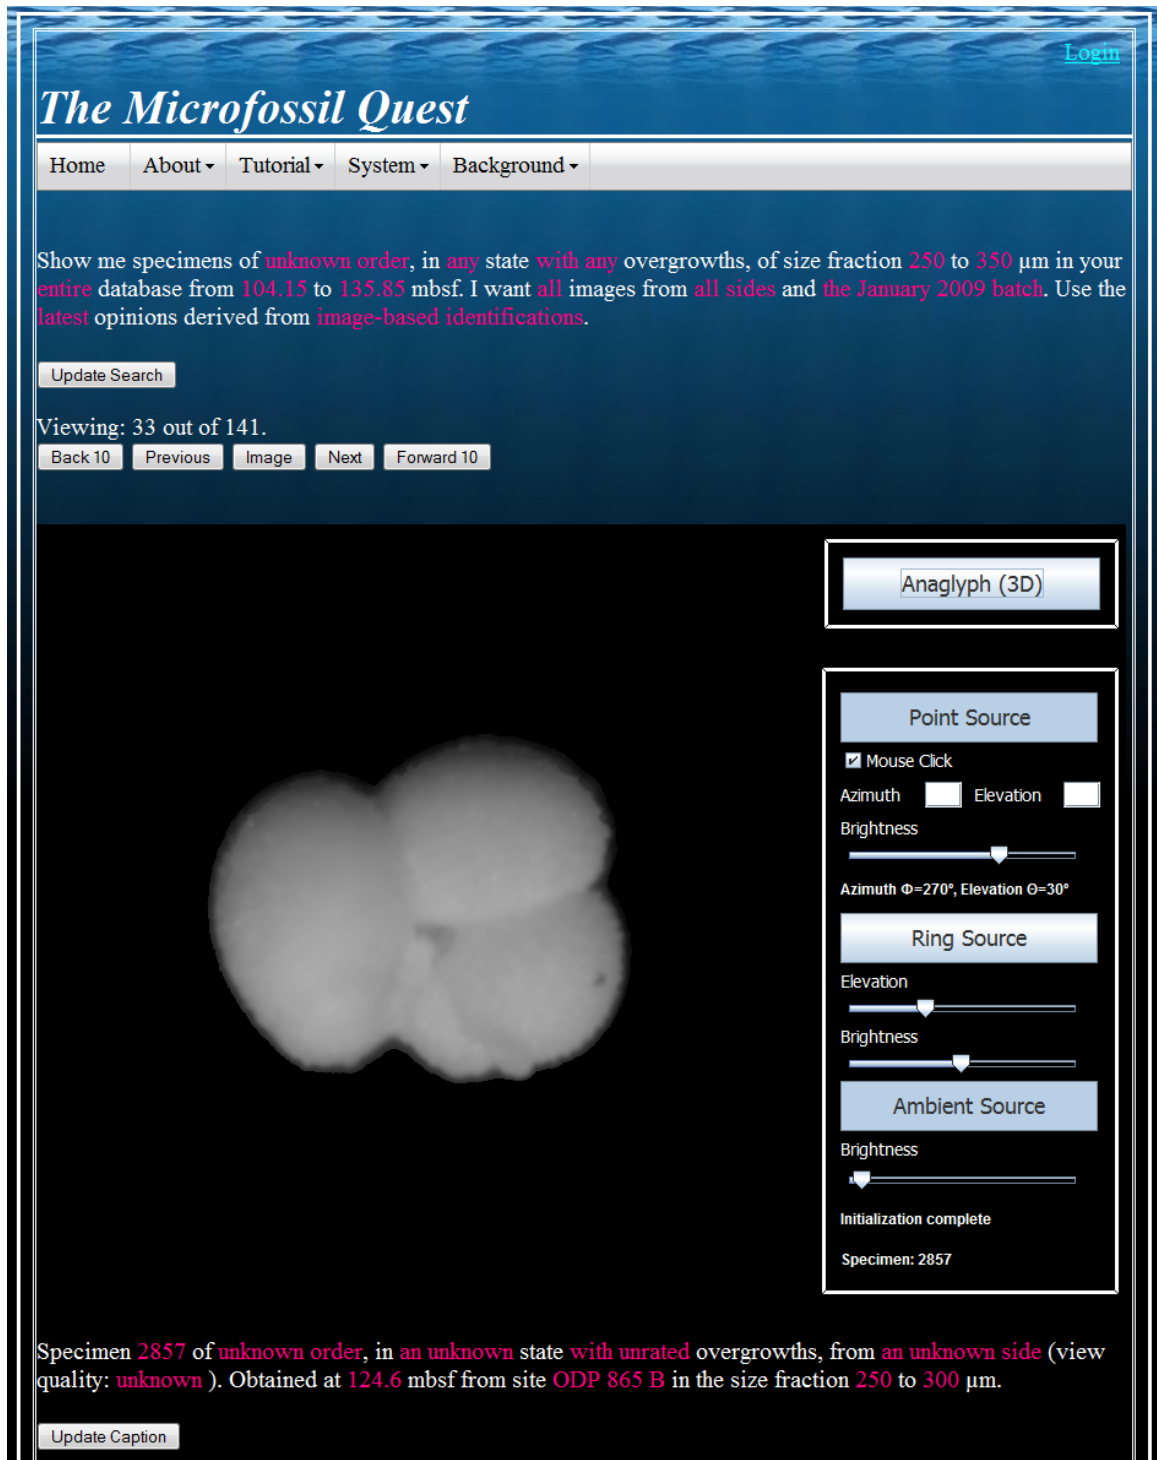 Login
The Microfossil Quest
Home About Tutorial System Background
Show me specimens of unknown order, in any state with any overgrowths, of size fraction 250 to 350 µm in your
entire database from 104.15 to 135.85 mbsf. I want all images from all sides and the January 2009 batch. Use the
latest opinions derived from image-based identifications.
Update Search
Viewing: 33 out of 141.
Back 10 Previous Image Next Forward 10
Anaglyph (3D)
Point Source
Mouse Click
Azimuth Elevation
Brightness
Azimuth Φ=270º, Elevation Θ=30º
Ring Source
Elevation
Brightness
Ambient Source
Brightness
Initialization complete
Specimen: 2857
Specimen 2857 of unknown order, in an unknown state with unrated overgrowths, from an unknown side (view
quality: unknown ). Obtained at 124.6 mbsf from site ODP 865 B in the size fraction 250 to 300 µm.
Update Caption